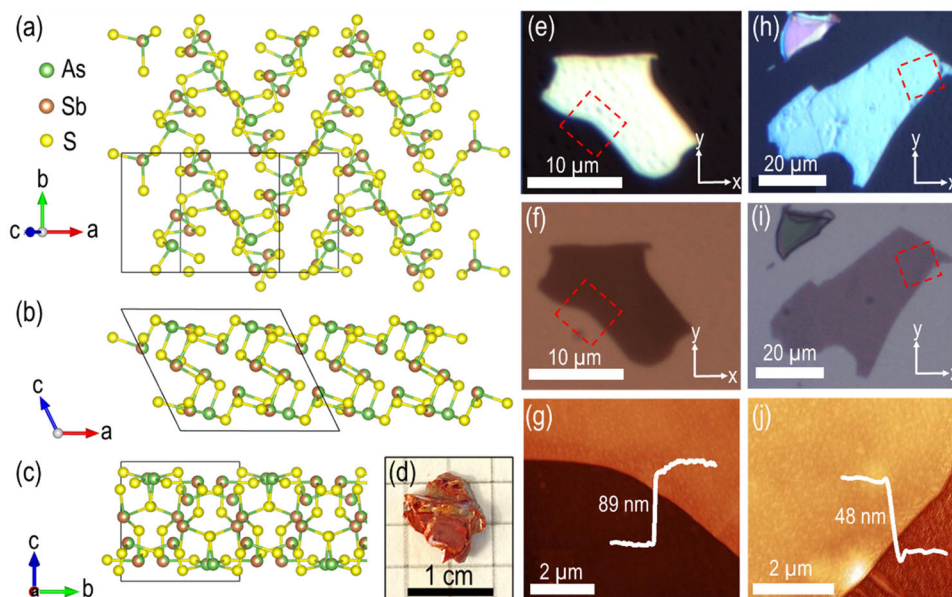 (a)
As
Sb
S
b
c
a
(b)
c
a
(c)
c
a
b
(d)
1 cm
(e)
10 µm
y
x
(f)
10 µm
y
x
(g)
89 nm
2 µm
(h)
20 µm
y
x
(i)
20 µm
y
x
(j)
48 nm
2 µm